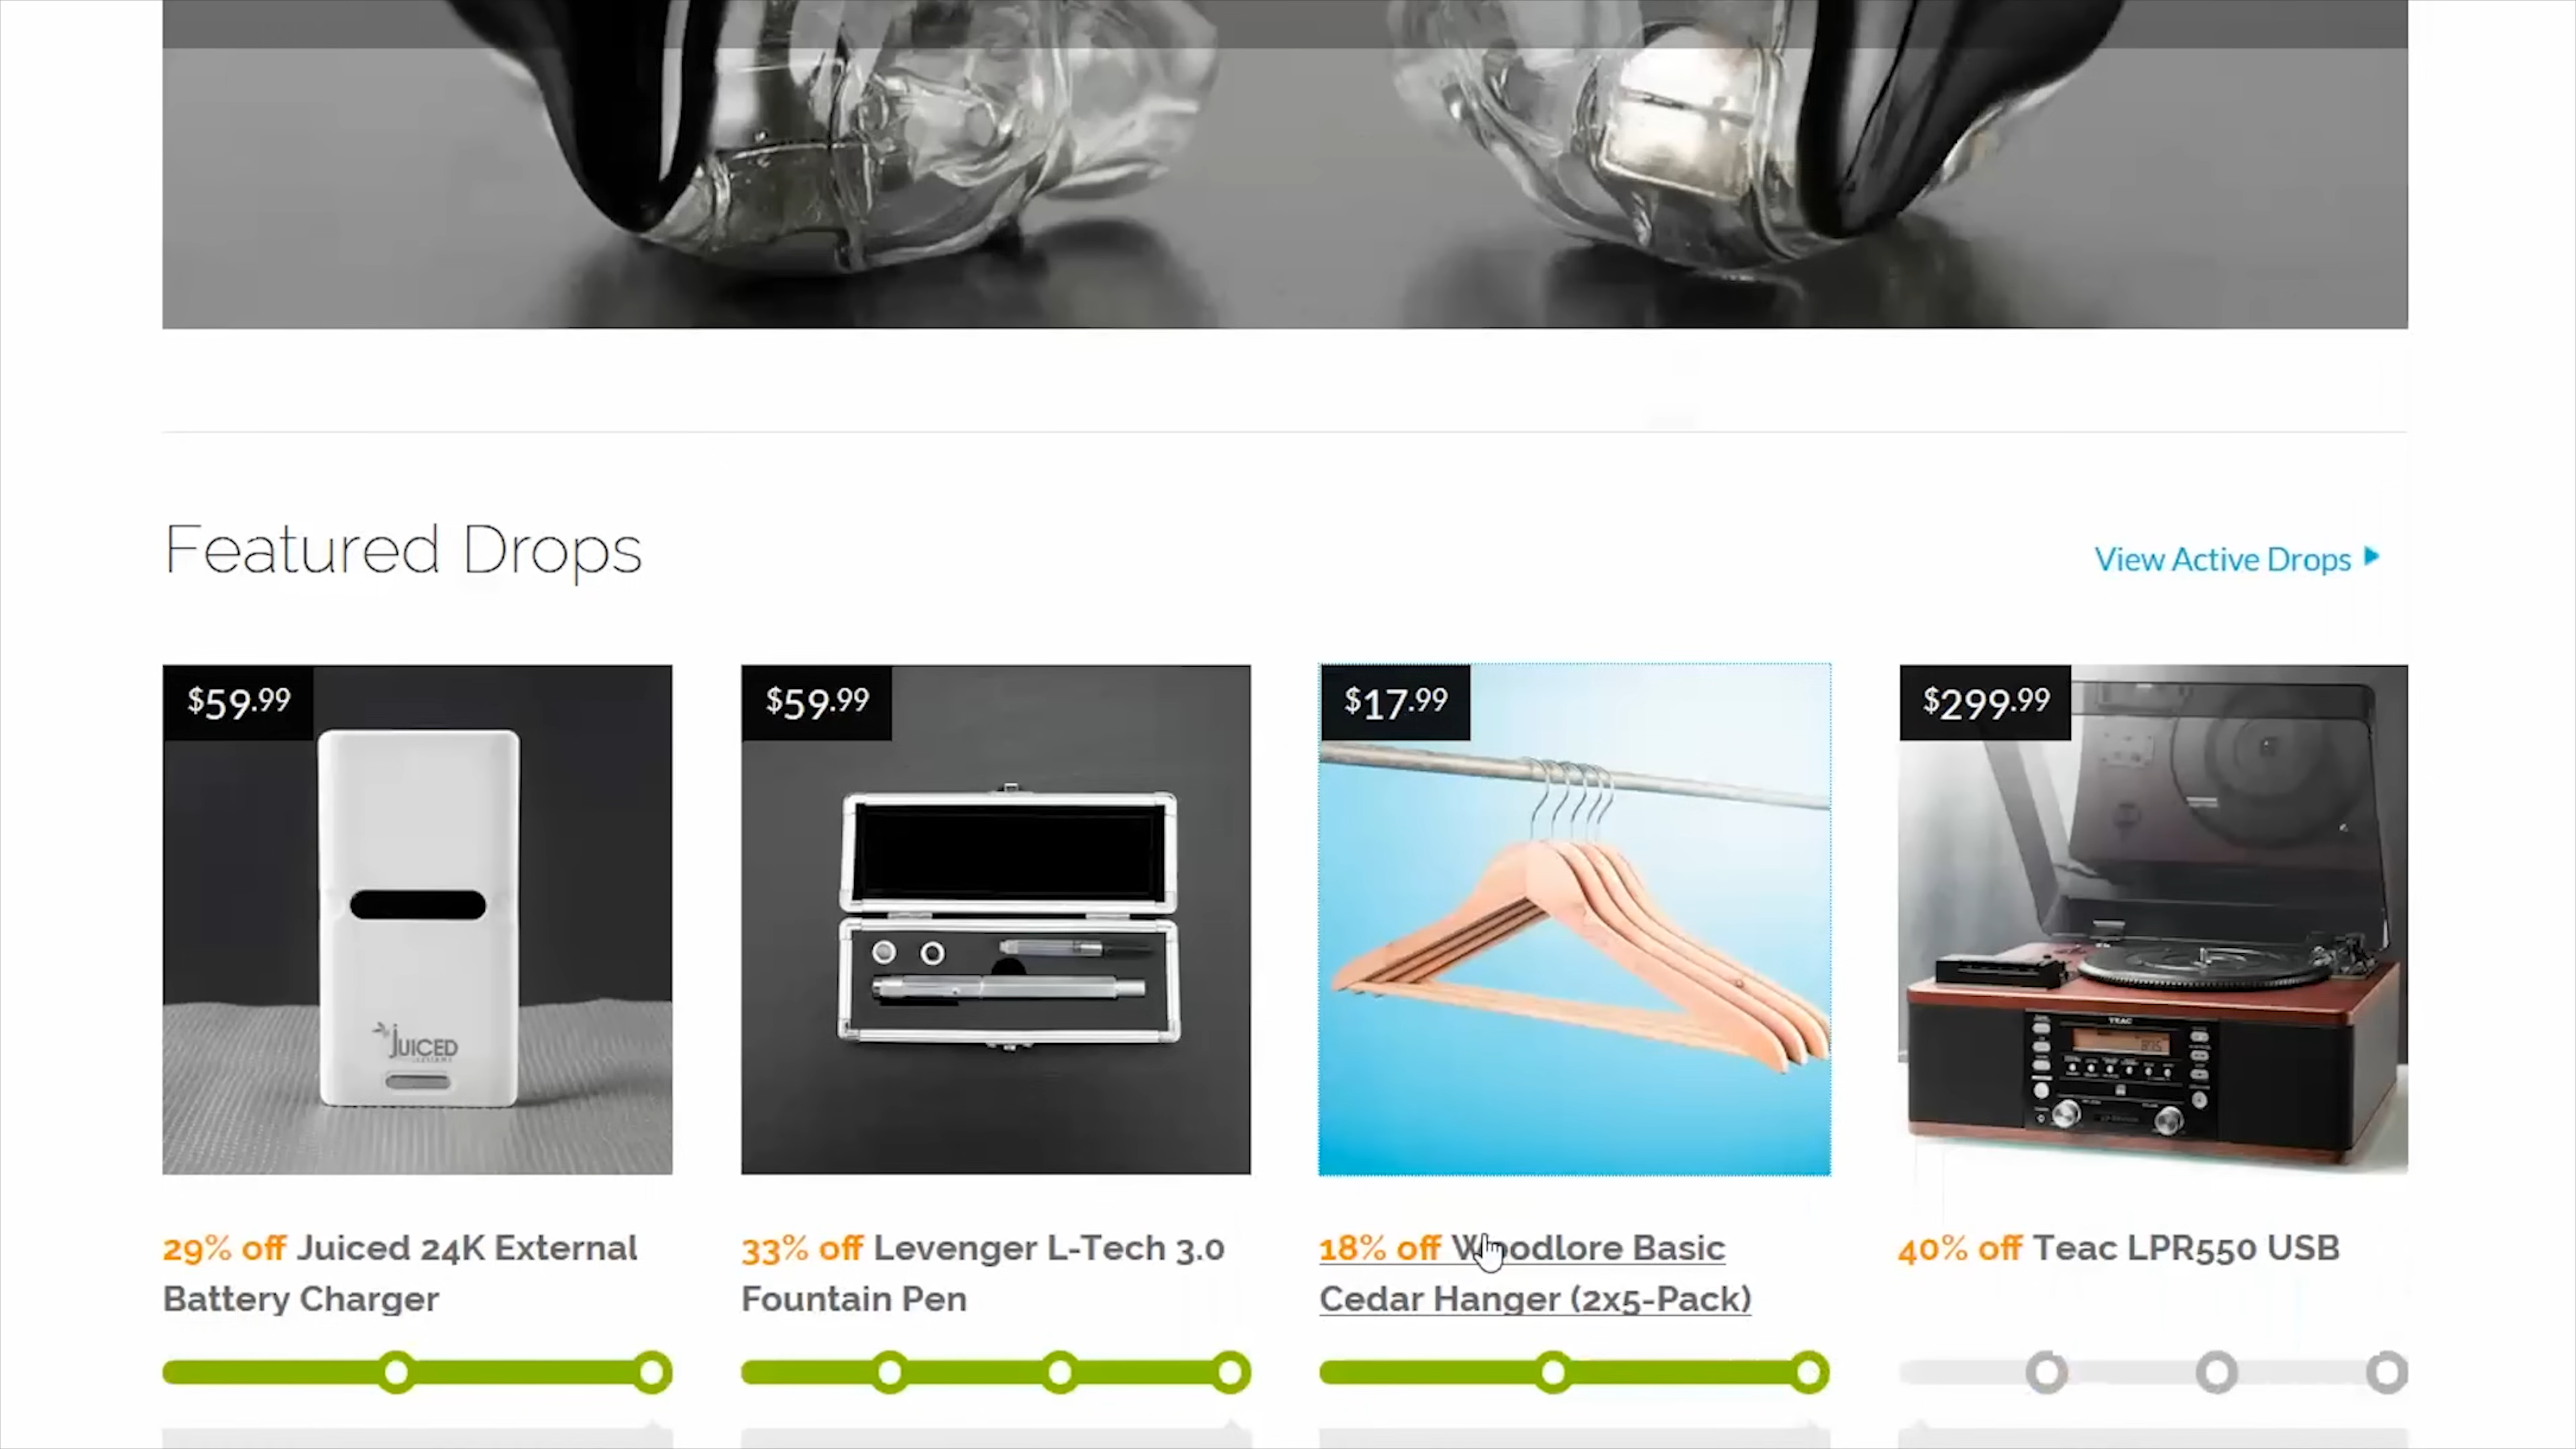 Featured Drops
View Active Drops
$59.99
$59.99
$17.99
$299.99
JUICED
TEAC
29% off Juiced 24K External
Battery Charger
33% off Levenger L-Tech 3.0
Fountain Pen
18% off Woodlore Basic
Cedar Hanger (2x5-Pack)
40% off Teac LPR550 USB